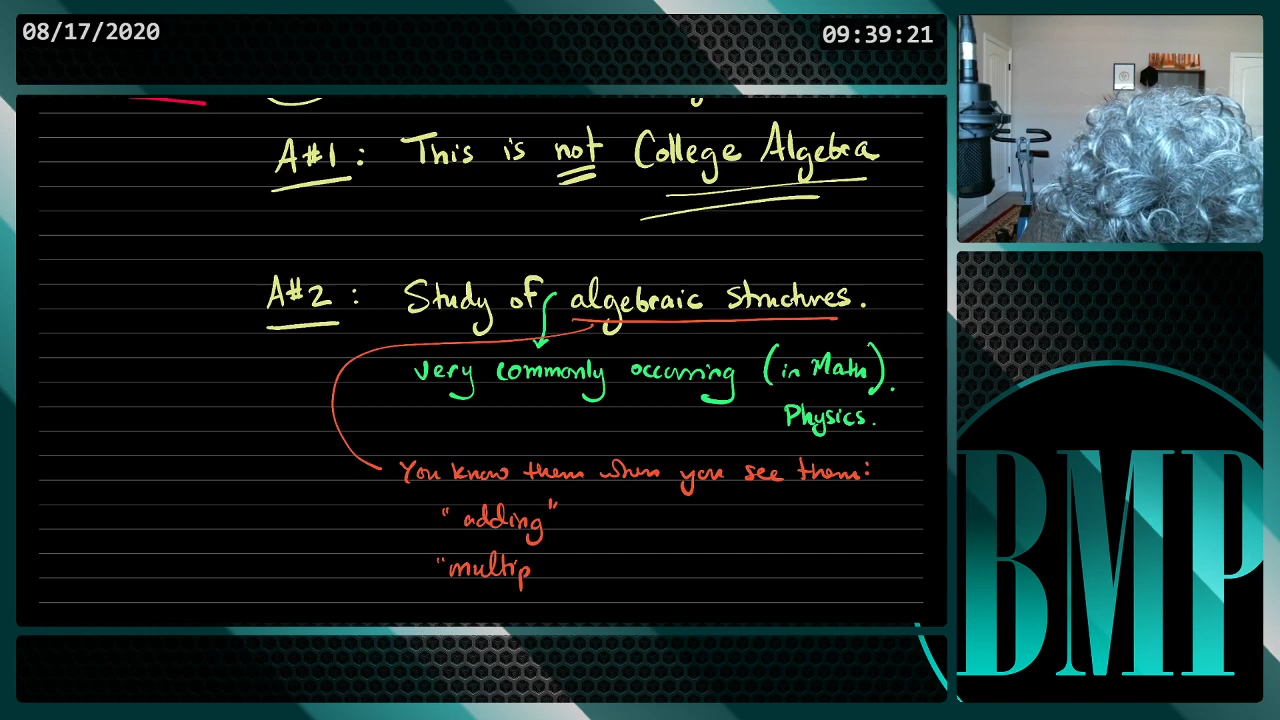 08/17/2020 09:39:21
A#1 : This is not College Algebra
A#2 : Study of algebraic structures.
very commonly occurring (in Math).
Physics.
You know them when you see them:
"adding"
"multip
BMP